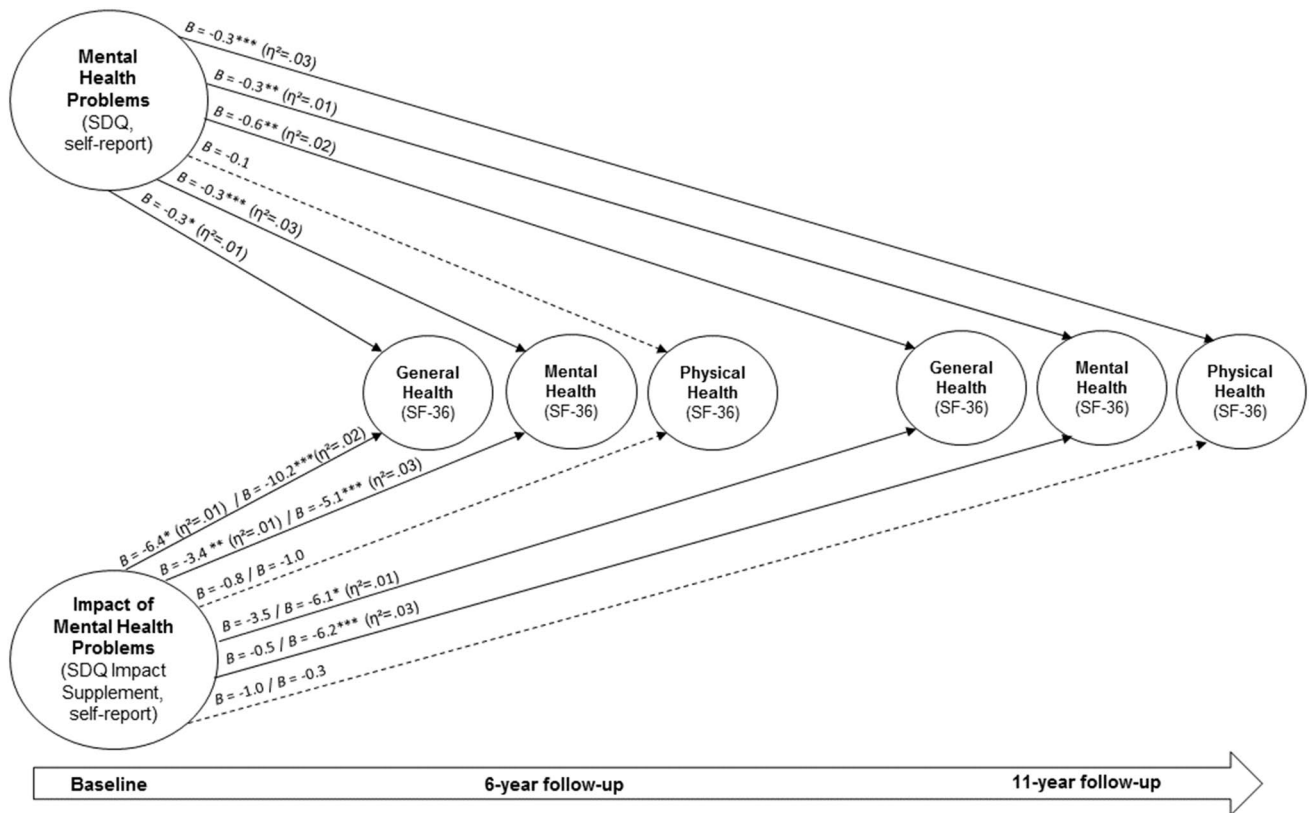 Mental
Health
Problems
(SDQ,
self-report)
B = -0.3*** (η²=.03)
B = -0.3** (η²=.01)
B = -0.6** (η²=.02)
B = -0.1
B = -0.3*** (η²=.03)
B = -0.3* (η²=.01)
General
Health
(SF-36)
Mental
Health
(SF-36)
Physical
Health
(SF-36)
General
Health
(SF-36)
Mental
Health
(SF-36)
Physical
Health
(SF-36)
B = -6.4* (η²=.01) / B = -10.2***(η²=.02)
B = -3.4 ** (η²=.01) / B = -5.1*** (η²=.03)
B = -0.8 / B = -1.0
B = -3.5 / B = -6.1* (η²=.01)
B = -0.5 / B = -6.2*** (η²=.03)
B = -1.0 / B = -0.3
Impact of
Mental Health
Problems
(SDQ Impact
Supplement,
self-report)
Baseline 6-year follow-up 11-year follow-up